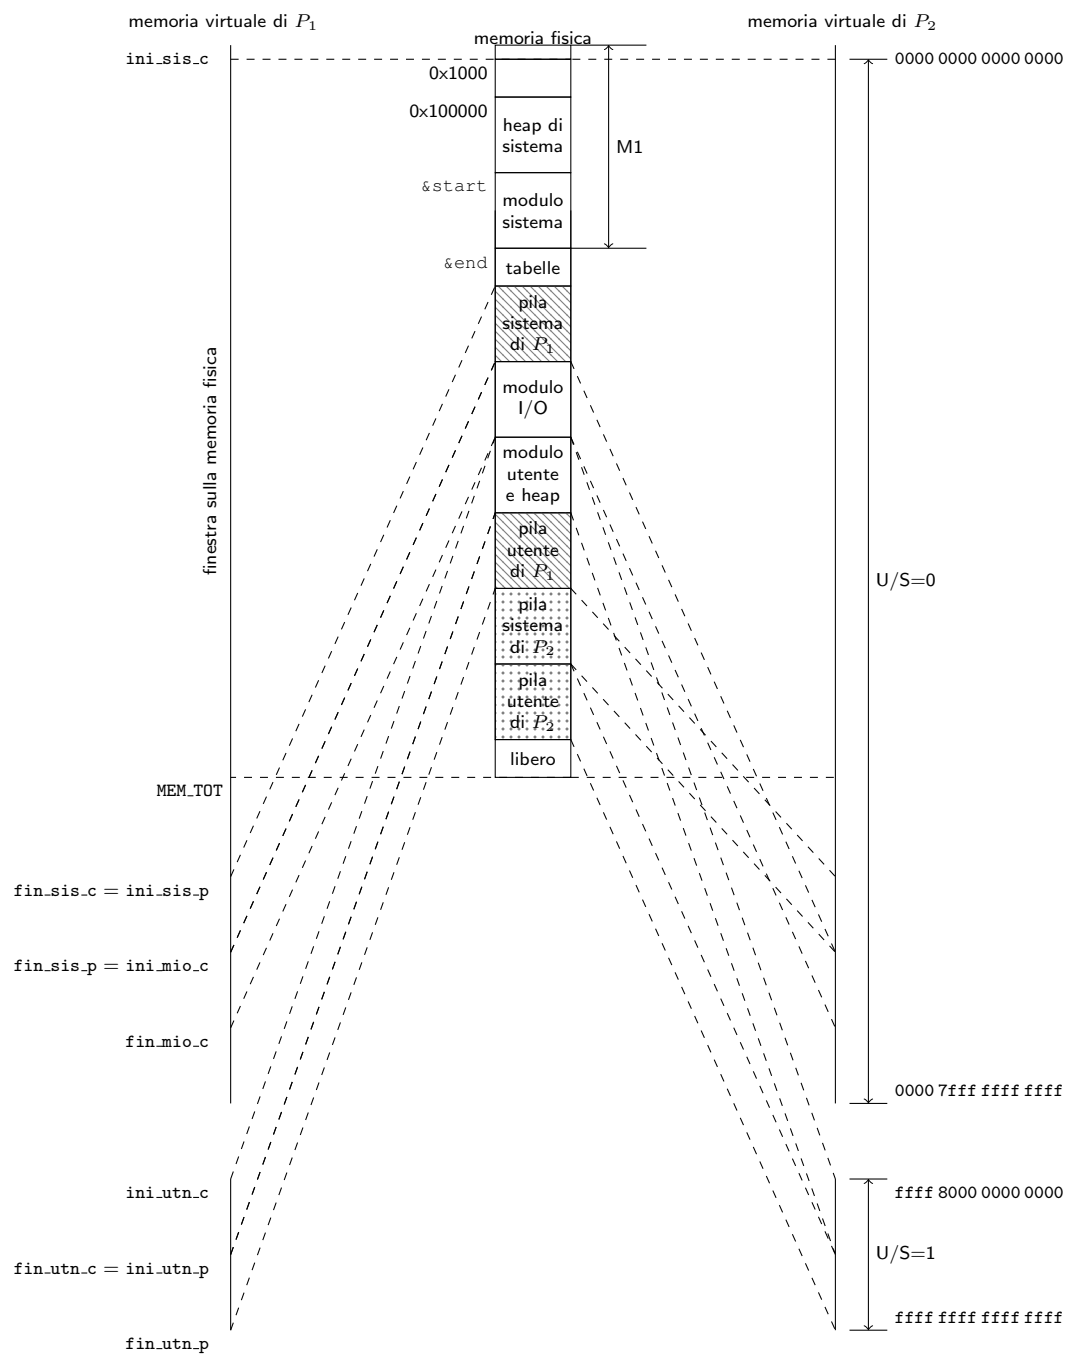 memoria virtuale di P1
memoria virtuale di P2
memoria fisica
ini_sis_c
0000 0000 0000 0000
0x1000
0x100000
heap di
sistema
M1
&start
modulo
sistema
&end
tabelle
pila
sistema
di P1
finestra sulla memoria fisica
modulo
I/O
modulo
utente
e heap
pila
utente
di P1
U/S=0
pila
sistema
di P2
pila
utente
di P2
libero
MEM_TOT
fin_sis_c = ini_sis_p
fin_sis_p = ini_mio_c
fin_mio_c
0000 7fff ffff ffff
ini_utn_c
ffff 8000 0000 0000
U/S=1
fin_utn_c = ini_utn_p
ffff ffff ffff ffff
fin_utn_p